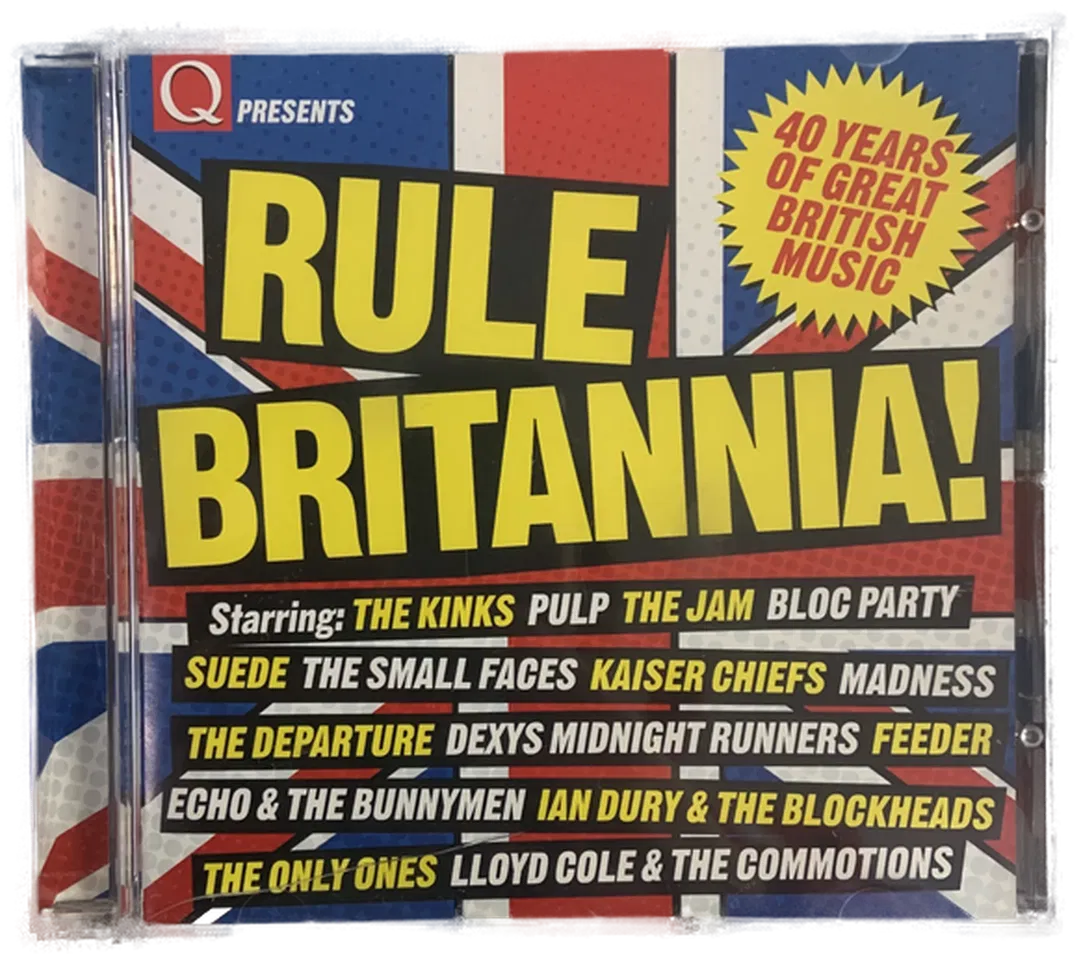 Q PRESENTS
40 YEARS
OF GREAT
BRITISH
MUSIC
RULE
BRITANNIA!
Starring: THE KINKS PULP THE JAM BLOC PARTY
SUEDE THE SMALL FACES KAISER CHIEFS MADNESS
THE DEPARTURE DEXYS MIDNIGHT RUNNERS FEEDER
ECHO & THE BUNNYMEN IAN DURY & THE BLOCKHEADS
THE ONLY ONES LLOYD COLE & THE COMMOTIONS